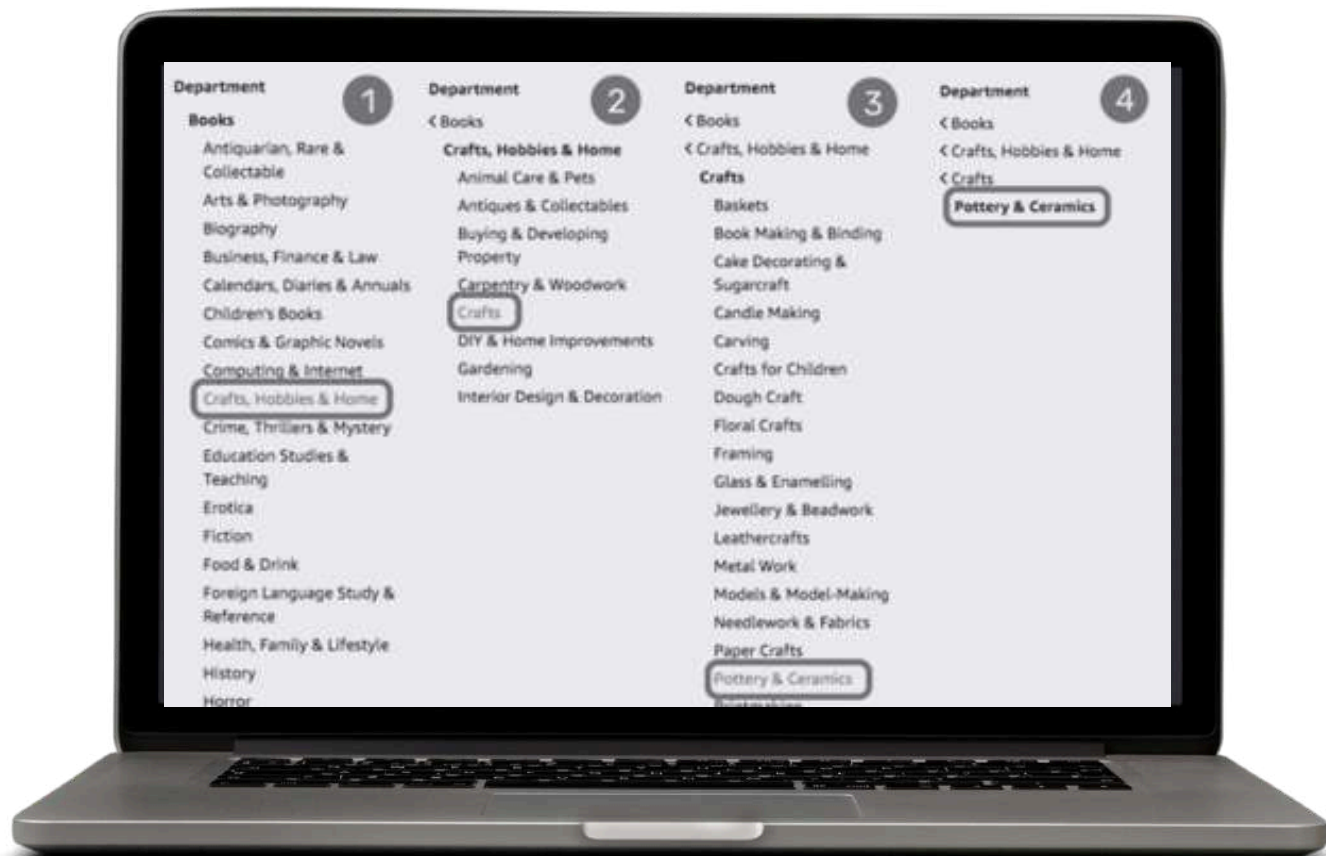 Department
1
Books
Antiquarian, Rare &
Collectable
Arts & Photography
Biography
Business, Finance & Law
Calendars, Diaries & Annuals
Children's Books
Comics & Graphic Novels
Computing & Internet
Crafts, Hobbies & Home
Crime, Thrillers & Mystery
Education Studies &
Teaching
Erotica
Fiction
Food & Drink
Foreign Language Study &
Reference
Health, Family & Lifestyle
History
Horror
Department
2
< Books
Crafts, Hobbies & Home
Animal Care & Pets
Antiques & Collectables
Buying & Developing
Property
Carpentry & Woodwork
Crafts
DIY & Home Improvements
Gardening
Interior Design & Decoration
Department
3
< Books
< Crafts, Hobbies & Home
Crafts
Baskets
Book Making & Binding
Cake Decorating &
Sugarcraft
Candle Making
Carving
Crafts for Children
Dough Craft
Floral Crafts
Framing
Glass & Enamelling
Jewellery & Beadwork
Leathercrafts
Metal Work
Models & Model-Making
Needlework & Fabrics
Paper Crafts
Pottery & Ceramics
Printmaking
Department
4
< Books
< Crafts, Hobbies & Home
< Crafts
Pottery & Ceramics